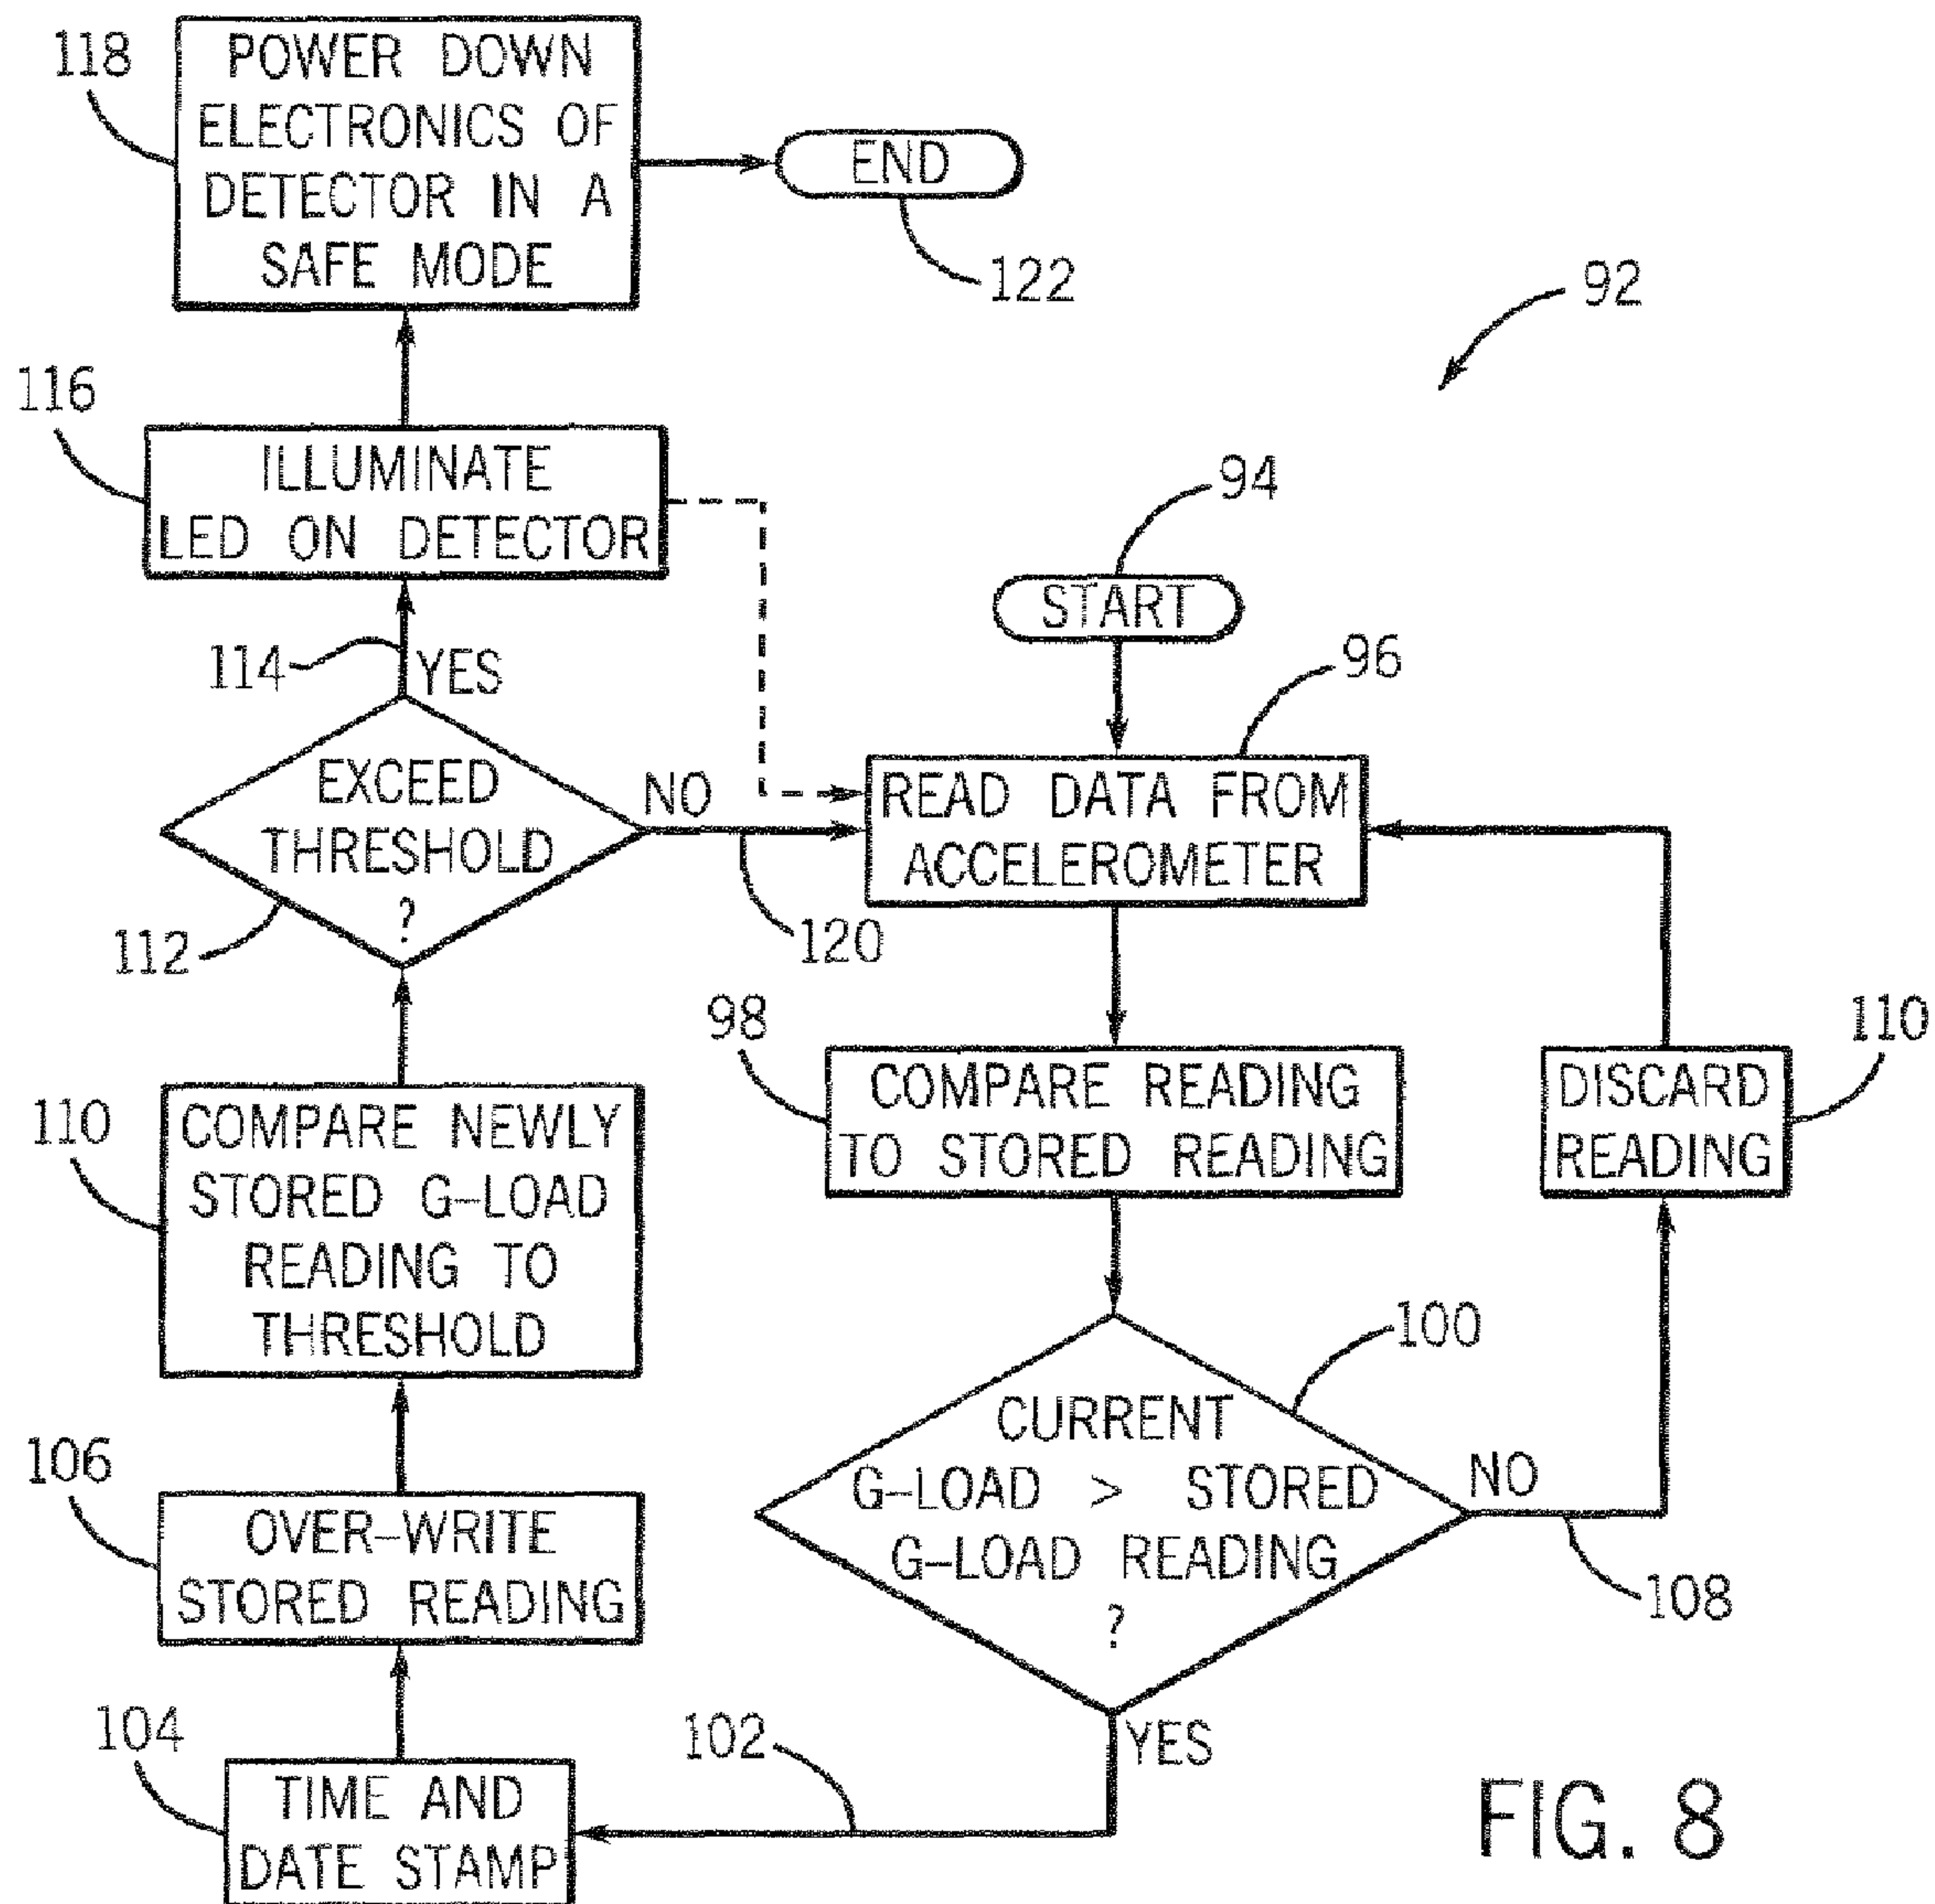 118
POWER DOWN
ELECTRONICS OF
DETECTOR IN A
SAFE MODE
END
122
92
116
ILLUMINATE
LED ON DETECTOR
94
START
114
YES
96
EXCEED
THRESHOLD
?
NO
READ DATA FROM
ACCELEROMETER
112
120
98
COMPARE READING
TO STORED READING
110
DISCARD
READING
110
COMPARE NEWLY
STORED G-LOAD
READING TO
THRESHOLD
100
CURRENT
G-LOAD > STORED
G-LOAD READING
?
NO
108
106
OVER-WRITE
STORED READING
104
TIME AND
DATE STAMP
102
YES
FIG. 8